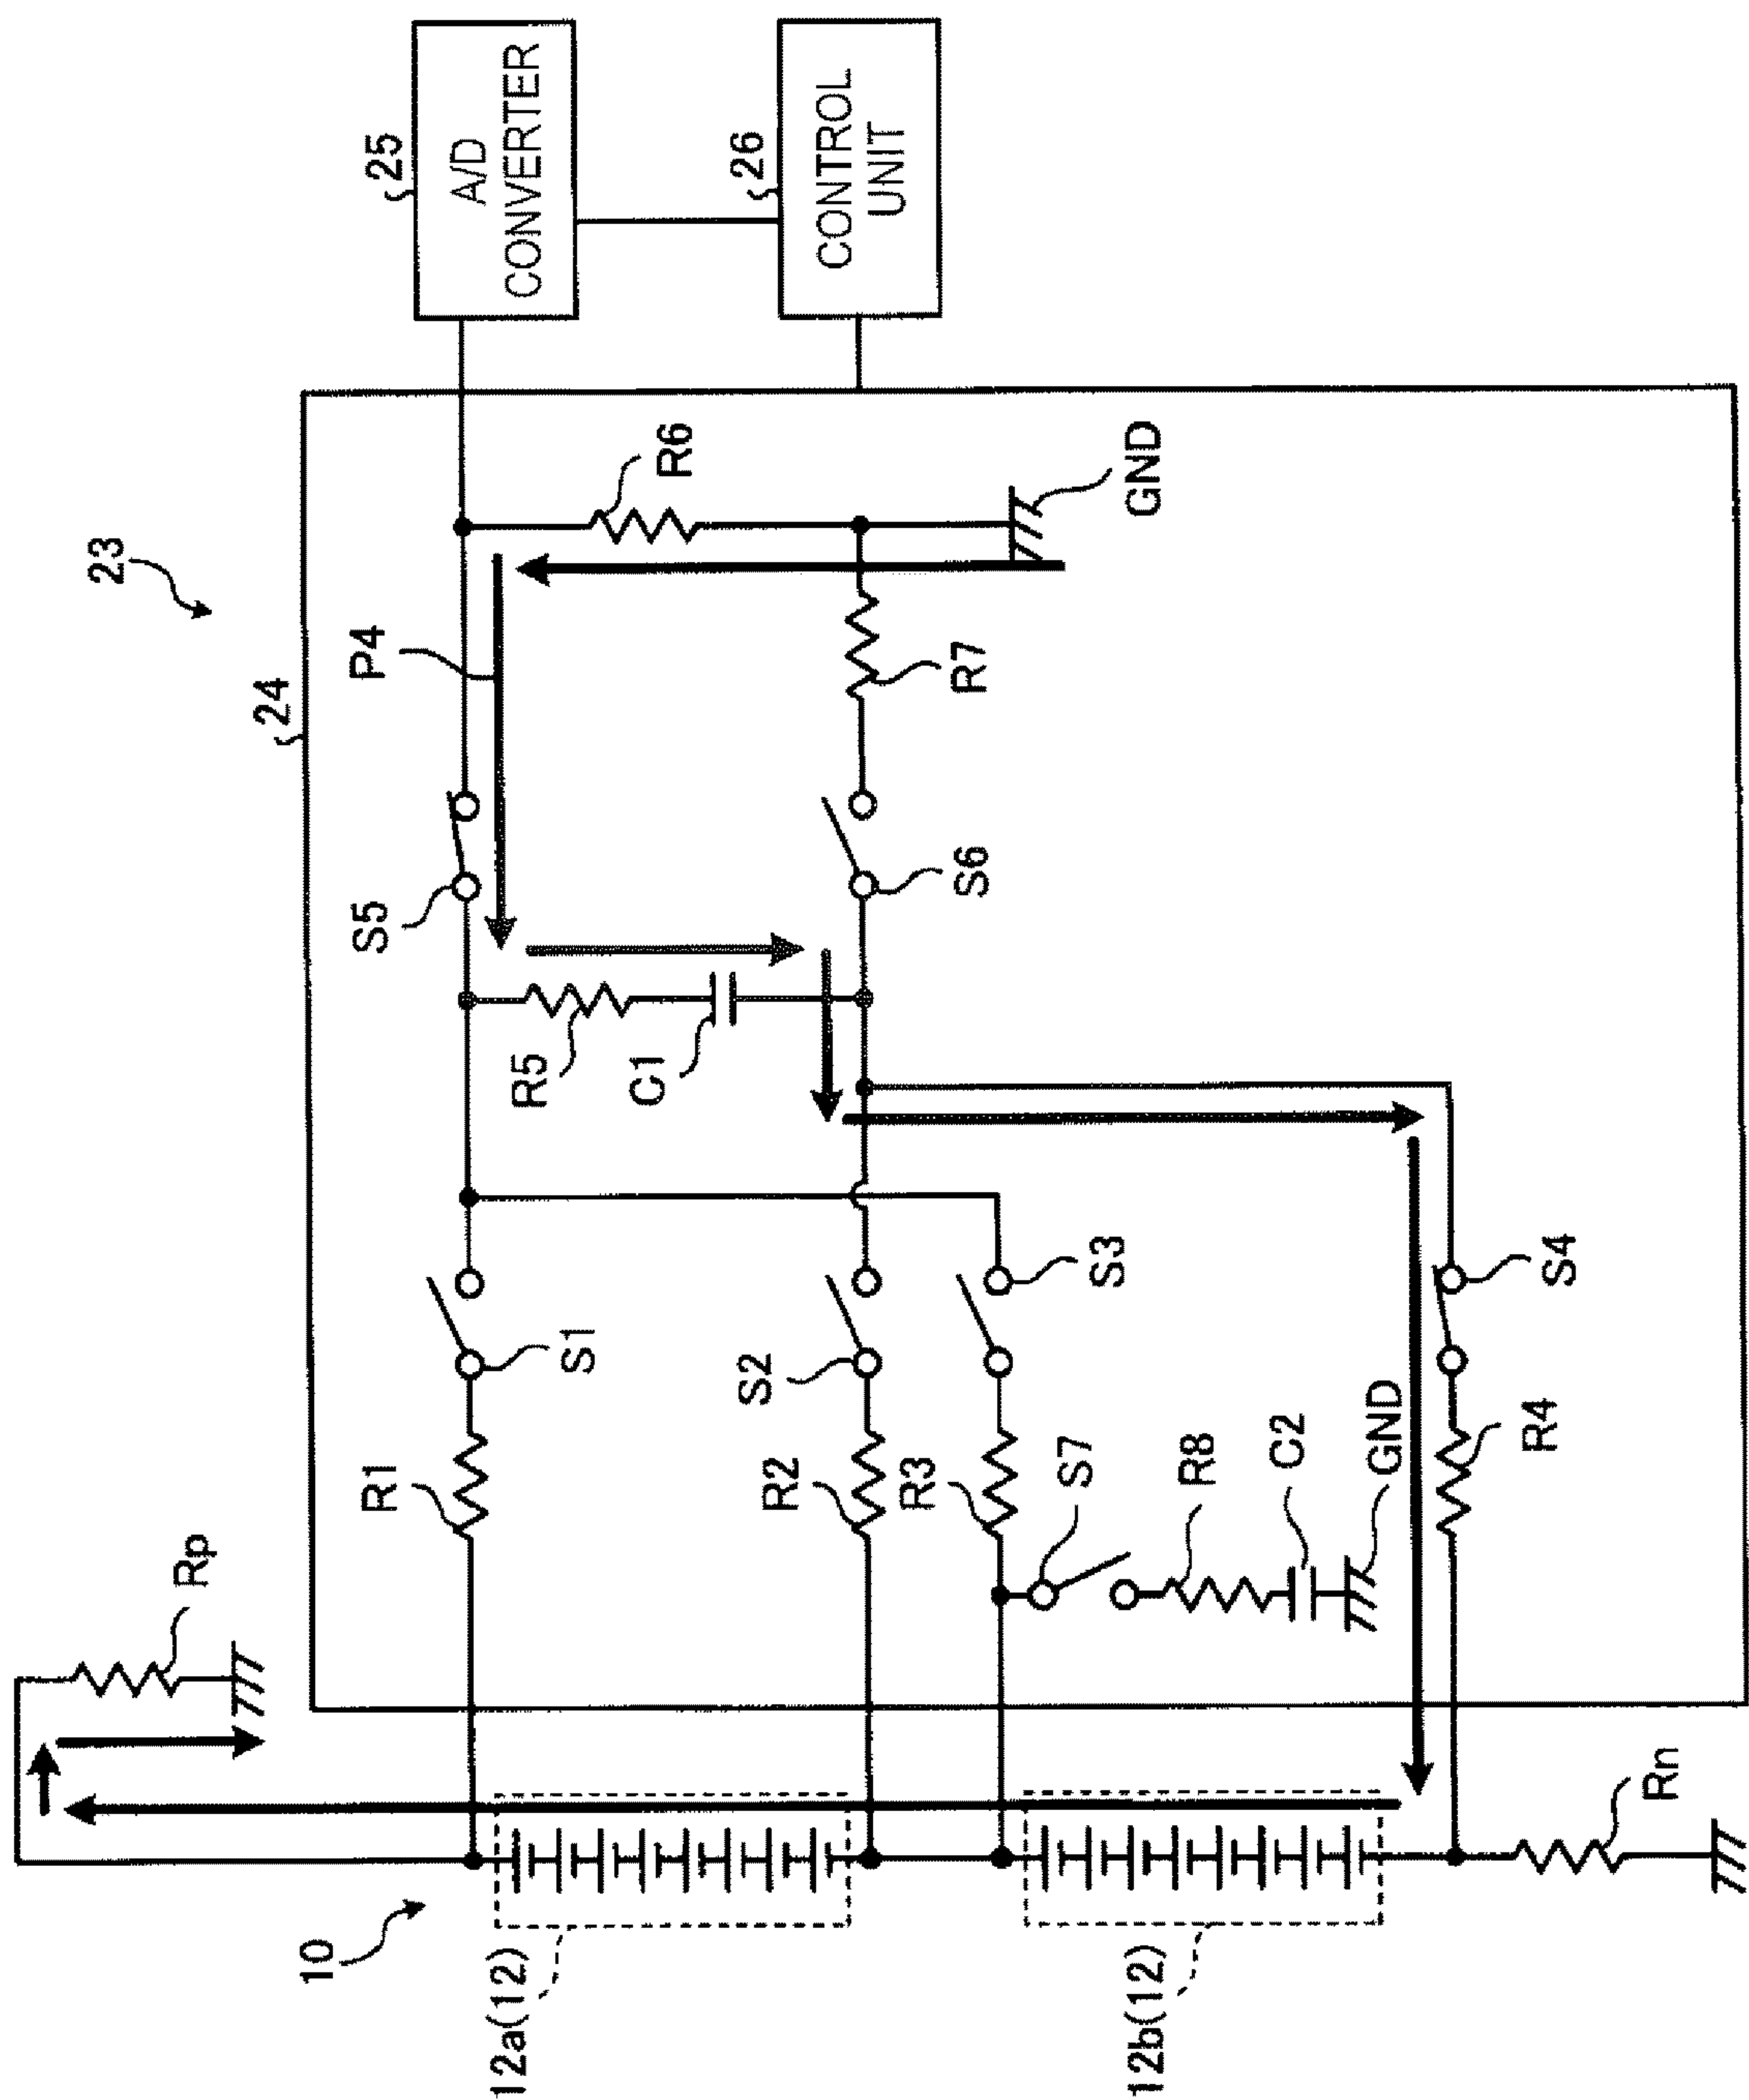 23
10
24
25
A/D
CONVERTER
26
CONTROL
UNIT
Rp
R1
S1
S5
P4
R6
R5
C1
R2
S2
S6
R7
GND
R3
S3
S7
R8
C2
GND
R4
S4
Rn
12a(12)
12b(12)